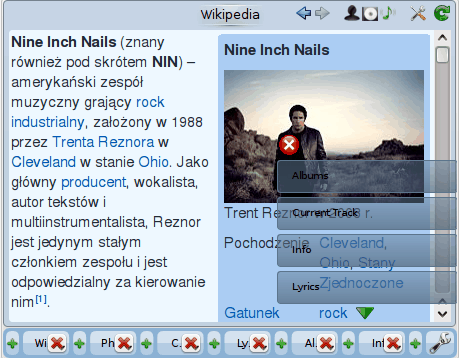 Wikipedia
Nine Inch Nails (znany
również pod skrótem NIN) –
amerykański zespół
muzyczny grający rock
industrialny, założony w 1988
przez Trenta Reznora w
Cleveland w stanie Ohio. Jako
główny producent, wokalista,
autor tekstów i
multiinstrumentalista, Reznor
jest jedynym stałym
członkiem zespołu i jest
odpowiedzialny za kierowanie
nim[1].
Nine Inch Nails
Albums
Trent Reznor
r.
Current Track
Pochodzenie Cleveland,
Info
Ohio, Stany
Zjednoczone
Lyrics
Gatunek rock
Wi
Ph
C.
Ly.
Al.
Inf